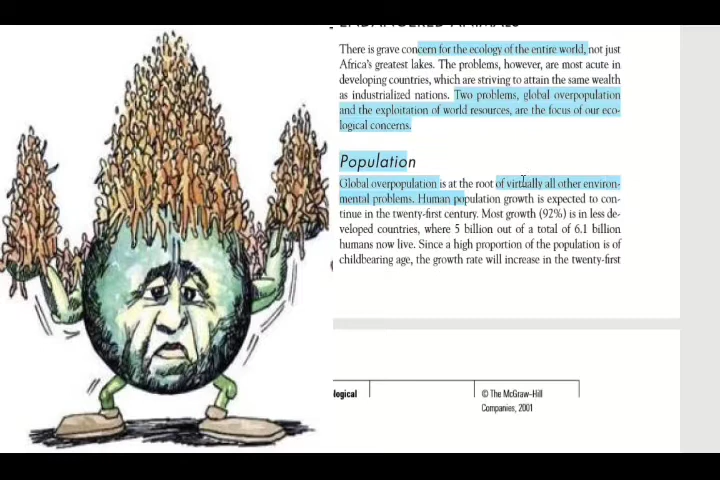 There is grave concern for the ecology of the entire world, not just
Africa's greatest lakes. The problems, however, are most acute in
developing countries, which are striving to attain the same wealth
as industrialized nations. Two problems, global overpopulation
and the exploitation of world resources, are the focus of our eco-
logical concerns.
Population
Global overpopulation is at the root of virtually all other environ-
mental problems. Human population growth is expected to con-
tinue in the twenty-first century. Most growth (92%) is in less de-
veloped countries, where 5 billion out of a total of 6.1 billion
humans now live. Since a high proportion of the population is of
childbearing age, the growth rate will increase in the twenty-first
logical
© The McGraw-Hill
Companies, 2001